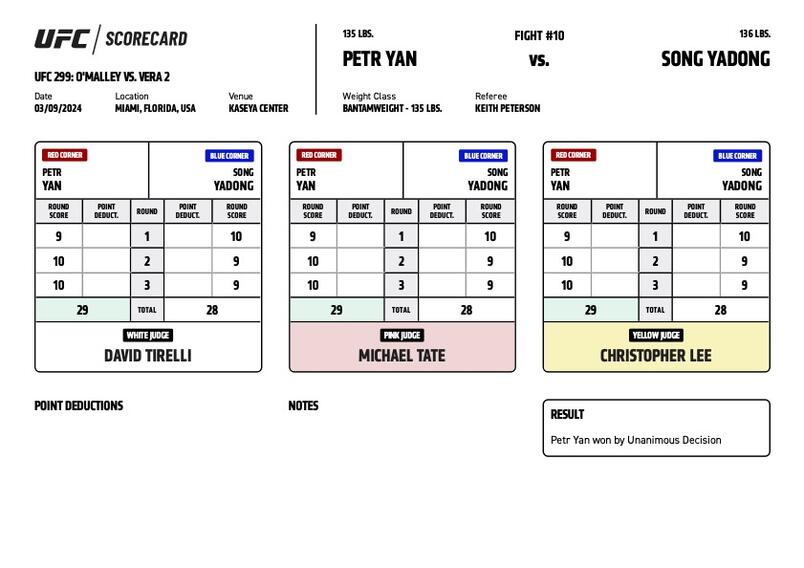 UFC / SCORECARD
UFC 299: O'MALLEY VS. VERA 2
Date Location Venue
03/09/2024 MIAMI, FLORIDA, USA KASEYA CENTER
135 LBS. FIGHT #10 136 LBS.
PETR YAN VS. SONG YADONG
Weight Class Referee
BANTAMWEIGHT - 135 LBS. KEITH PETERSON
RED CORNER BLUE CORNER
PETR SONG
YAN YADONG
ROUND SCORE POINT DEDUCT. ROUND POINT DEDUCT. ROUND SCORE
9 1 10
10 2 9
10 3 9
29 TOTAL 28
WHITE JUDGE
DAVID TIRELLI
RED CORNER BLUE CORNER
PETR SONG
YAN YADONG
ROUND SCORE POINT DEDUCT. ROUND POINT DEDUCT. ROUND SCORE
9 1 10
10 2 9
10 3 9
29 TOTAL 28
PINK JUDGE
MICHAEL TATE
RED CORNER BLUE CORNER
PETR SONG
YAN YADONG
ROUND SCORE POINT DEDUCT. ROUND POINT DEDUCT. ROUND SCORE
9 1 10
10 2 9
10 3 9
29 TOTAL 28
YELLOW JUDGE
CHRISTOPHER LEE
POINT DEDUCTIONS
NOTES
RESULT
Petr Yan won by Unanimous Decision